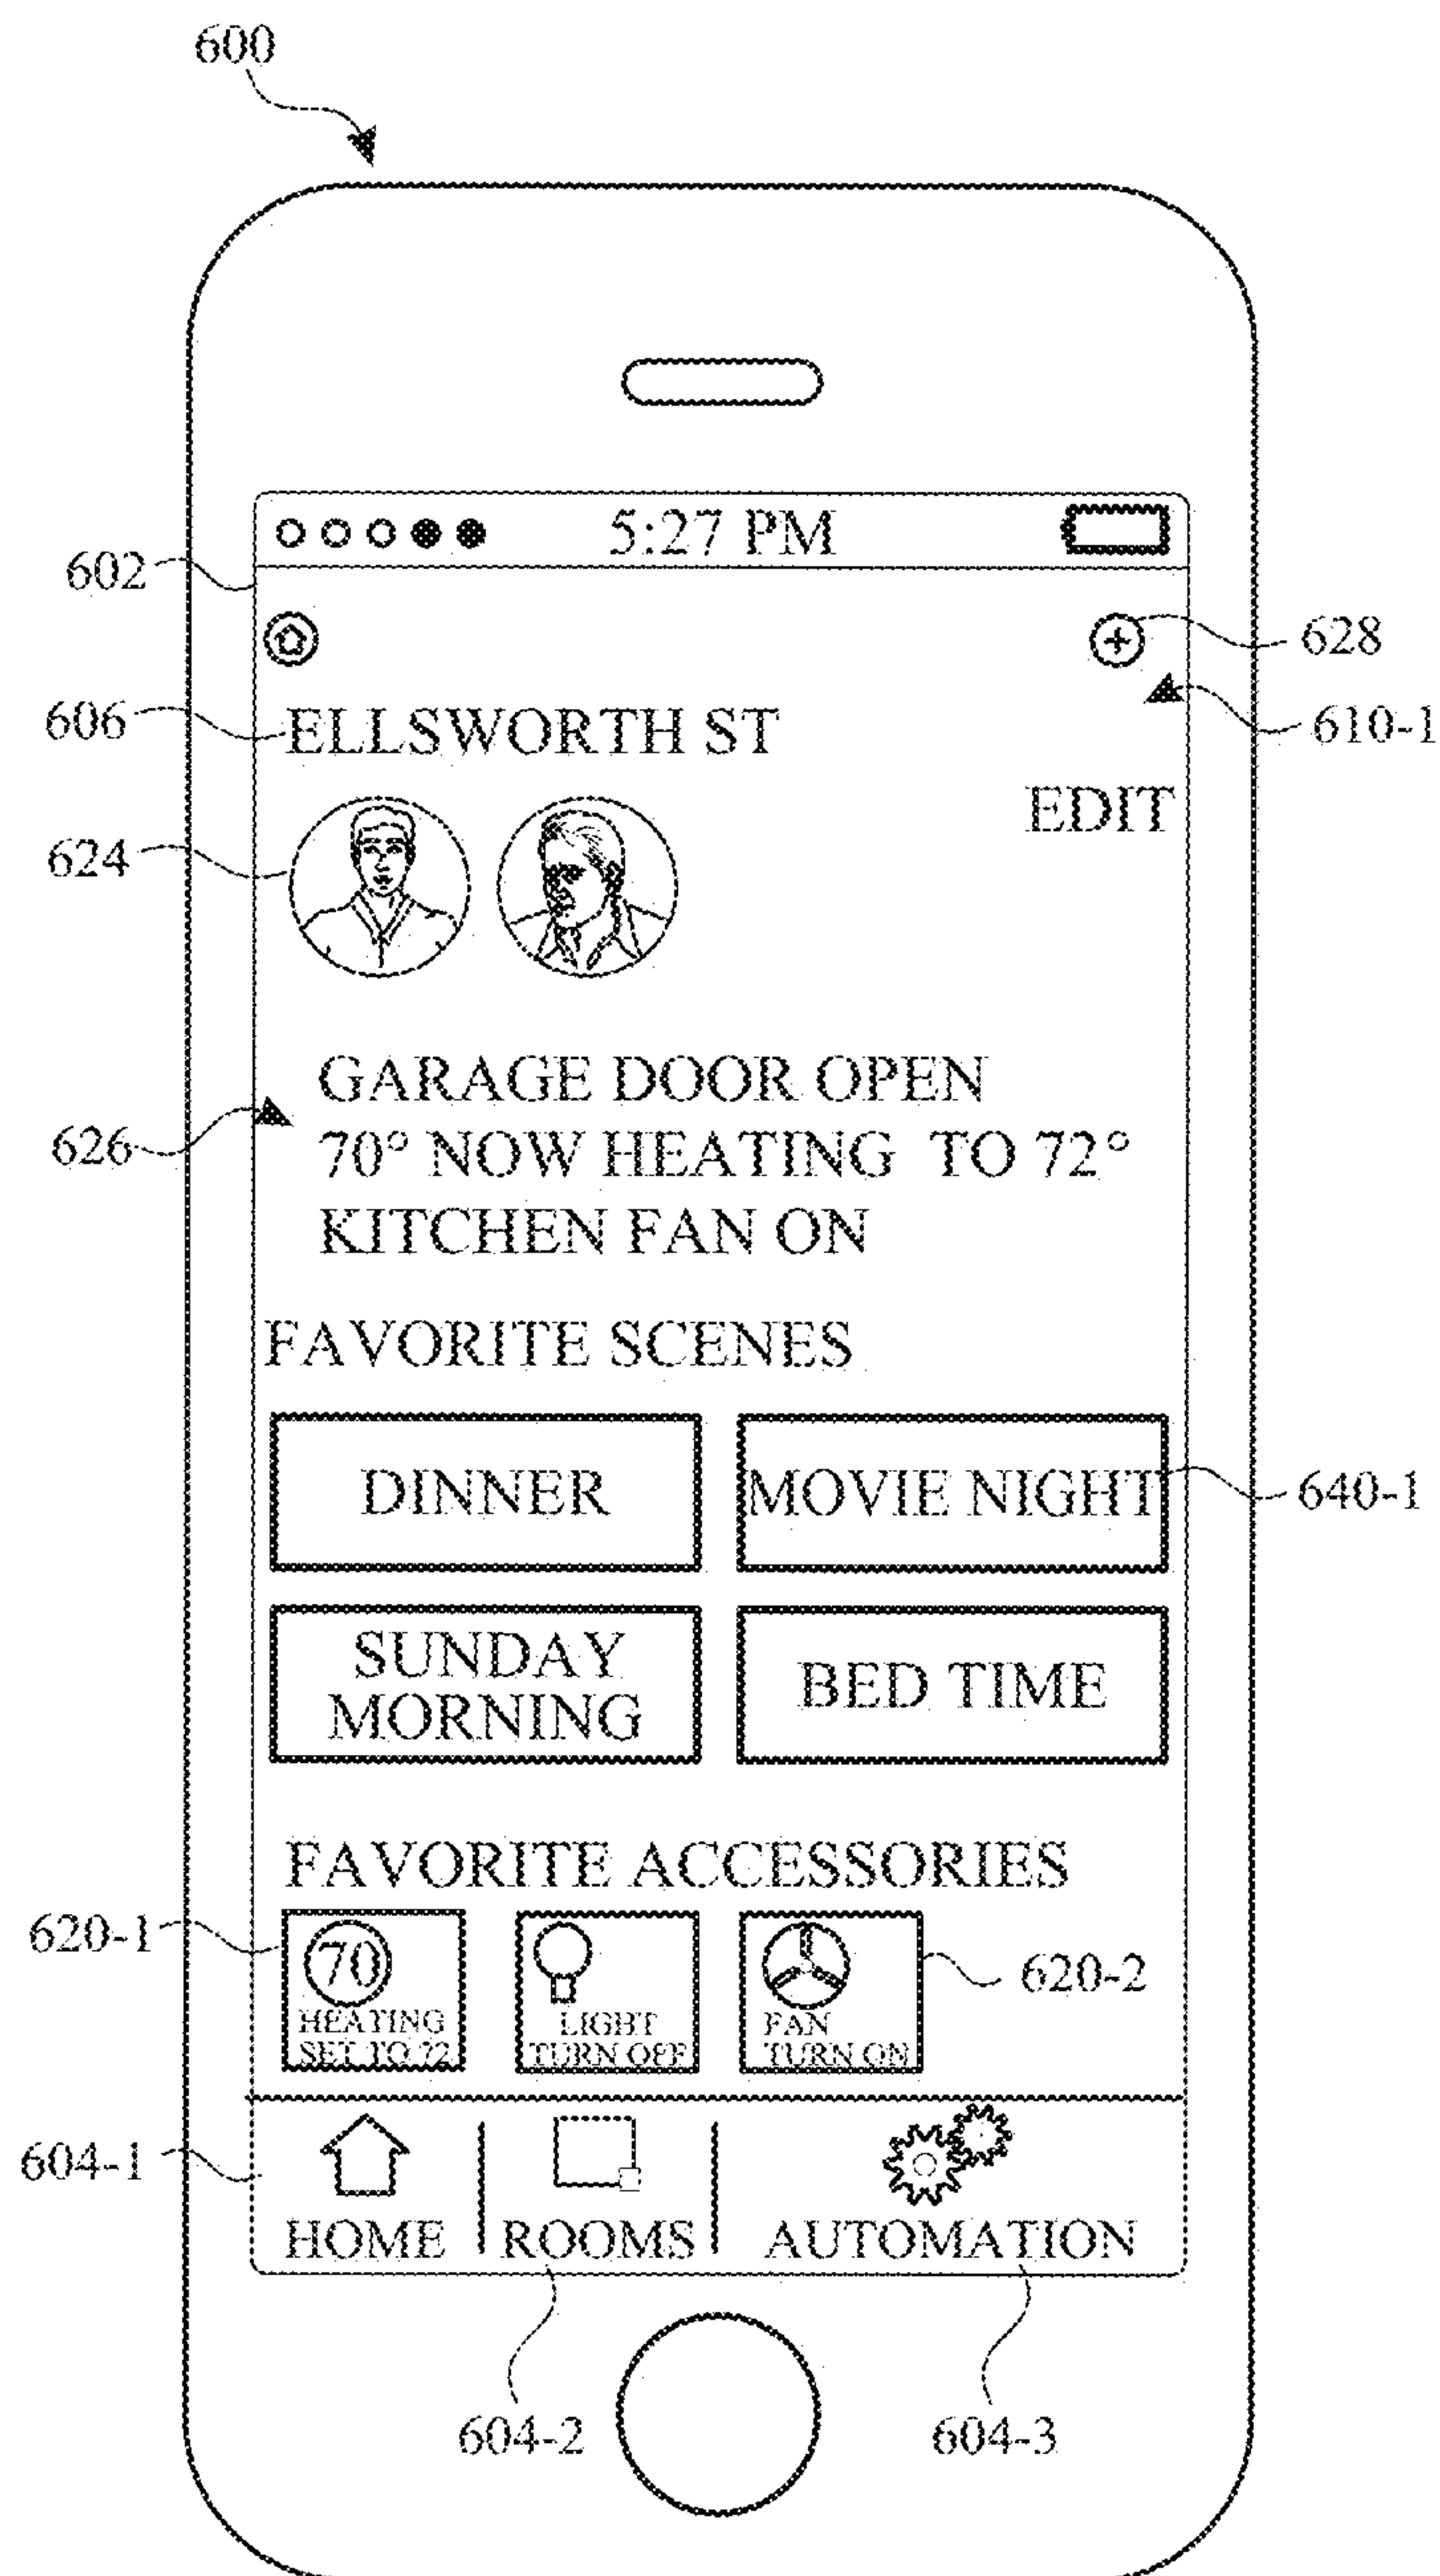 600
5:27 PM
602
628
606
ELLSWORTH ST
610-1
EDIT
624
GARAGE DOOR OPEN
626
70° NOW HEATING TO 72°
KITCHEN FAN ON
FAVORITE SCENES
DINNER
MOVIE NIGHT
640-1
SUNDAY
MORNING
BED TIME
FAVORITE ACCESSORIES
620-1
70
HEATING
SET TO 72
LIGHT
TURN OFF
FAN
TURN ON
620-2
604-1
HOME
ROOMS
AUTOMATION
604-2
604-3